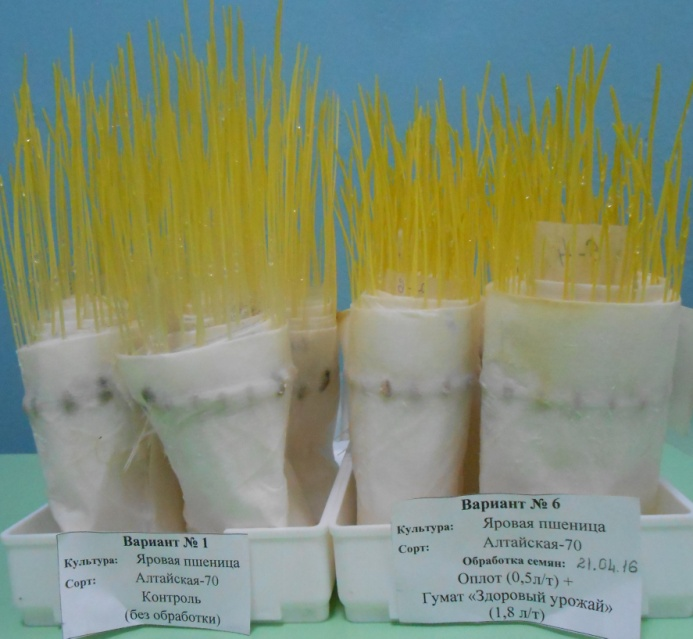 Вариант № 1
Культура: Яровая пшеница
Сорт: Алтайская-70
Контроль
(без обработки)
Вариант № 6
Культура: Яровая пшеница
Сорт: Алтайская-70
Обработка семян: 21.04.16
Оплот (0,5л/т) +
Гумат «Здоровый урожай»
(1,8 л/т)